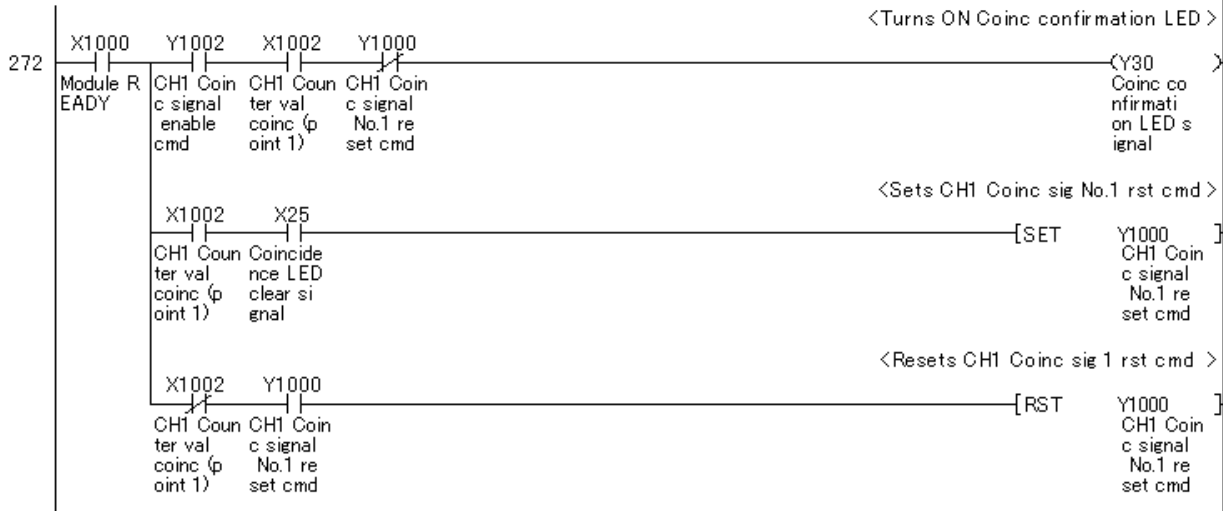 <Turns ON Coinc confirmation LED >
X1000 Y1002 X1002 Y1000
272
(Y30 )
Module R CH1 Coin CH1 Coun CH1 Coin Coinc co
EADY c signal ter val c signal nfirmati
enable coinc (p No.1 re on LED s
cmd oint 1) set cmd ignal
<Sets CH1 Coinc sig No.1 rst cmd >
X1002 X25
[SET Y1000 ]
CH1 Coun Coincide CH1 Coin
ter val nce LED c signal
coinc (p clear si No.1 re
oint 1) gnal set cmd
<Resets CH1 Coinc sig 1 rst cmd >
X1002 Y1000
[RST Y1000 ]
CH1 Coun CH1 Coin CH1 Coin
ter val c signal c signal
coinc (p No.1 re No.1 re
oint 1) set cmd set cmd